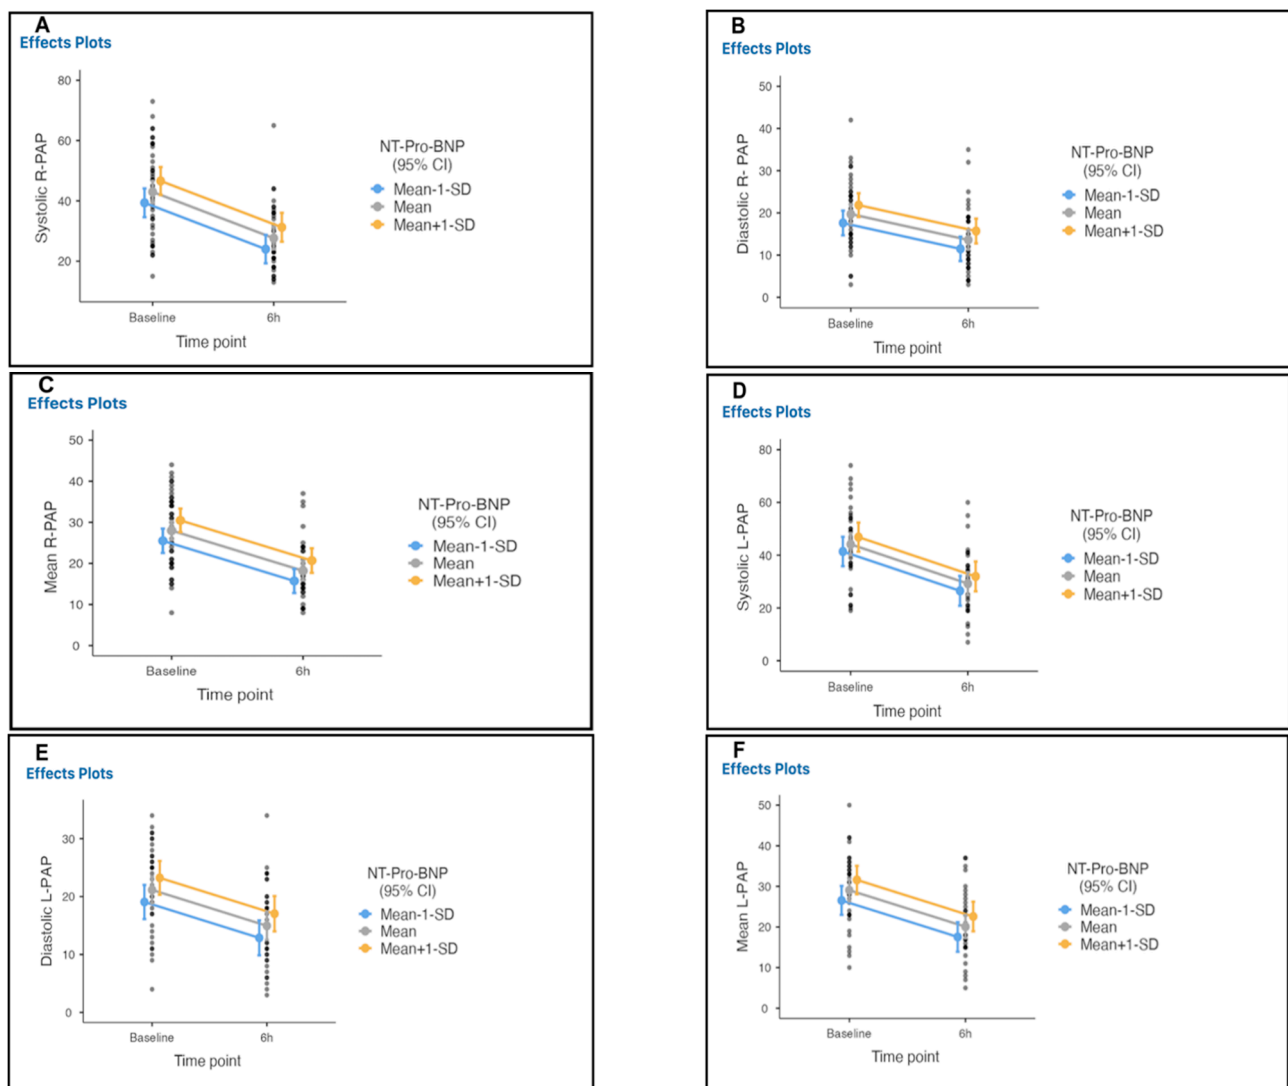 A
Effects Plots
80
60
40
20
Systolic R-PAP
Baseline
6h
Time point
NT-Pro-BNP
(95% CI)
Mean-1-SD
Mean
Mean+1-SD
B
Effects Plots
50
40
30
20
10
0
Diastolic R- PAP
Baseline
6h
Time point
NT-Pro-BNP
(95% CI)
Mean-1-SD
Mean
Mean+1-SD
C
Effects Plots
50
40
30
20
10
0
Mean R-PAP
Baseline
6h
Time point
NT-Pro-BNP
(95% CI)
Mean-1-SD
Mean
Mean+1-SD
D
Effects Plots
80
60
40
20
0
Systolic L-PAP
Baseline
6h
Time point
NT-Pro-BNP
(95% CI)
Mean-1-SD
Mean
Mean+1-SD
E
Effects Plots
30
20
10
0
Diastolic L-PAP
Baseline
6h
Time point
NT-Pro-BNP
(95% CI)
Mean-1-SD
Mean
Mean+1-SD
F
Effects Plots
50
40
30
20
10
0
Mean L-PAP
Baseline
6h
Time point
NT-Pro-BNP
(95% CI)
Mean-1-SD
Mean
Mean+1-SD